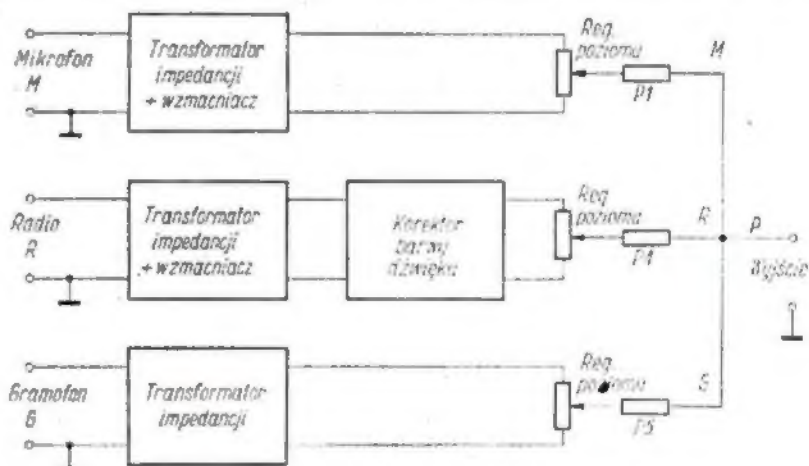 Mikrofon
M
Transformator
impedancji
+ wzmacniacz
Reg.
poziomu
P1
M
Radio
R
Transformator
impedancji
+ wzmacniacz
Korektor
barwy
dźwięku
Reg.
poziomu
P4
R
P
Wyjście
Gramofon
G
Transformator
impedancji
Reg.
poziomu
P5
G